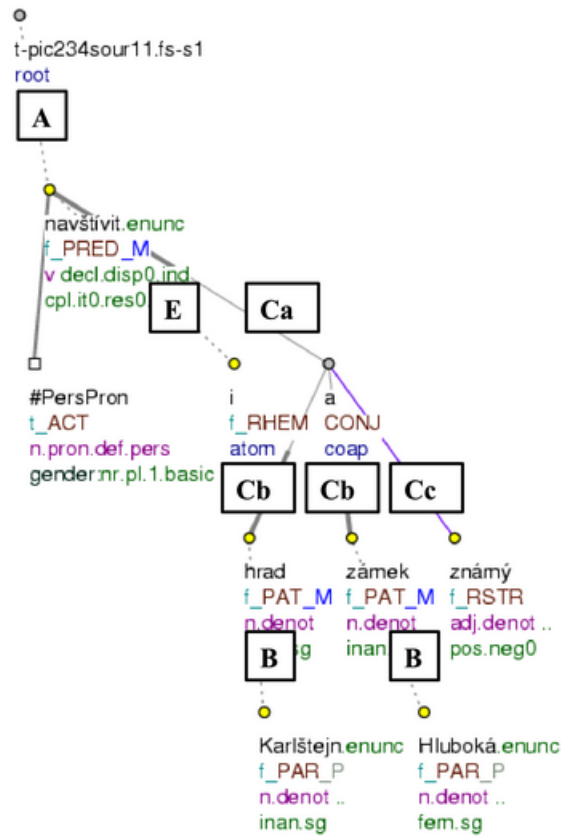 t-pic234sour11.fs-s1
root
A
navštívit.enunc
f_PRED_M
v decl.disp0.ind.
cpl.it0.res0
E Ca
#PersPron i a
t_ACT f_RHEM CONJ
n.pron.def.pers atom coap
gender:nr.pl.1.basic
Cb Cb Cc
hrad zámek známý
f_PAT_M f_PAT_M f_RSTR
n.denot n.denot adj.denot ..
sg inan. pos.neg0
B B
Karlštejn.enunc Hluboká.enunc
f_PAR_P f_PAR_P
n.denot .. n.denot ..
inan.sg fem.sg